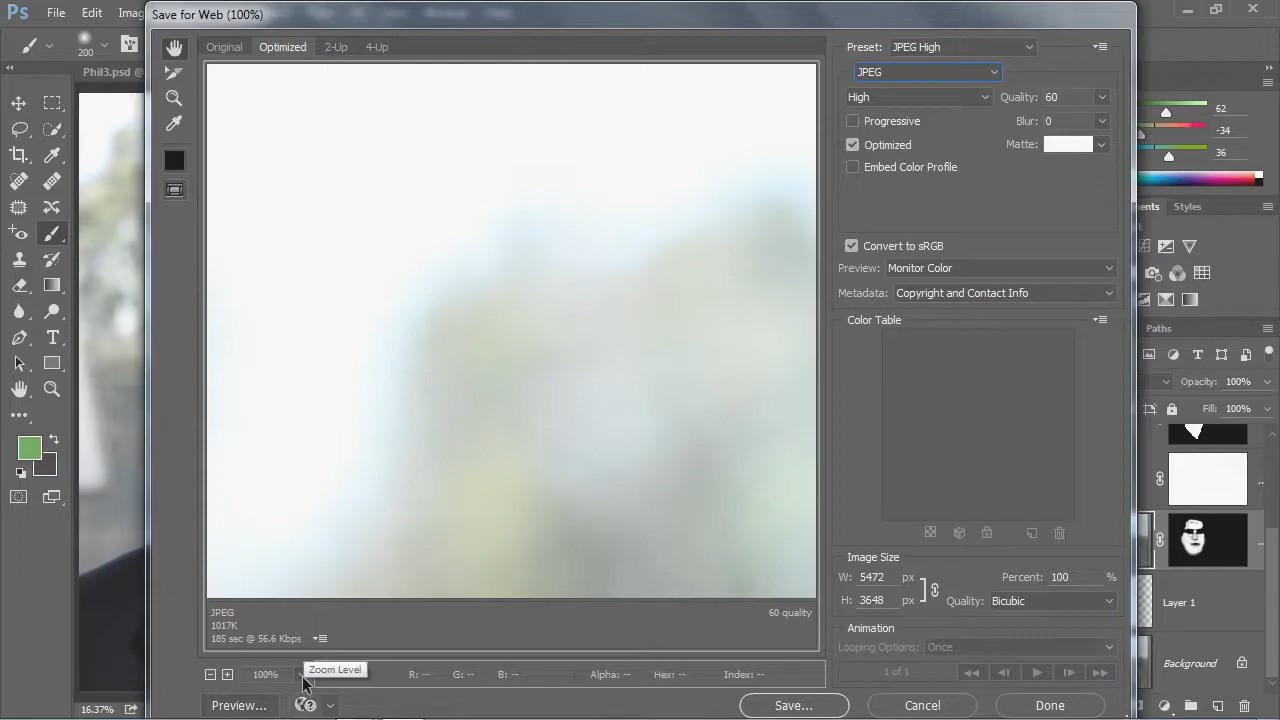 Ps File Edit Ima
Save for Web (100%)
200
Phil3.psd @
Original Optimized 2-Up 4-Up
Preset: JPEG High
JPEG
High Quality: 60
Progressive Blur: 0
Optimized Matte:
Embed Color Profile
Convert to sRGB
Preview: Monitor Color
Metadata: Copyright and Contact Info
Color Table
Image Size
W: 5472 px Percent: 100 %
H: 3648 px Quality: Bicubic
Animation
Looping Options: Once
1 of 1
JPEG
1017K
185 sec @ 56.6 Kbps
60 quality
Zoom Level
100% R: -- G: -- B: -- Alpha: -- Hex: -- Index: --
Preview... Save... Cancel Done
16.37%
62
-34
36
ents Styles
Paths
Opacity: 100%
Fill: 100%
Layer 1
Background